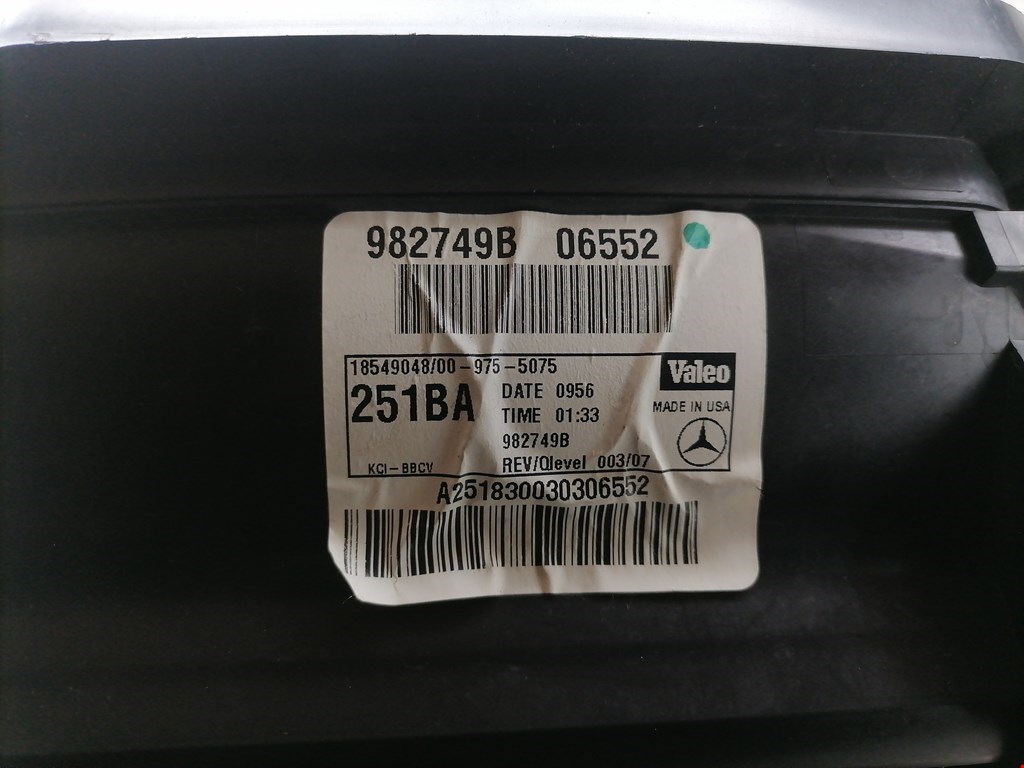 982749B 06552
18549048/00-975-5075
Valeo
251BA
DATE 0956
MADE IN USA
TIME 01:33
982749B
KCI-BBCV
REV/Qlevel 003/07
A251830030306552